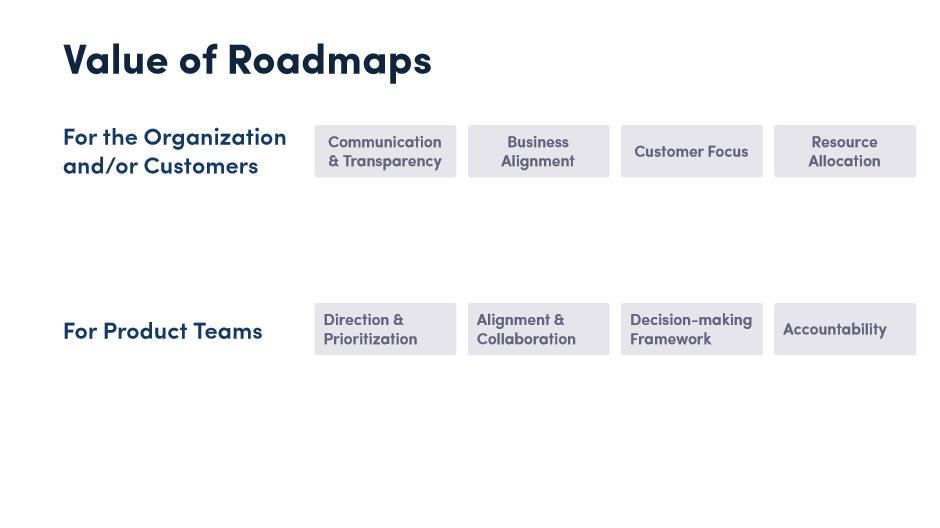 Value of Roadmaps
For the Organization
and/or Customers
Communication
& Transparency
Business
Alignment
Customer Focus
Resource
Allocation
For Product Teams
Direction &
Prioritization
Alignment &
Collaboration
Decision-making
Framework
Accountability